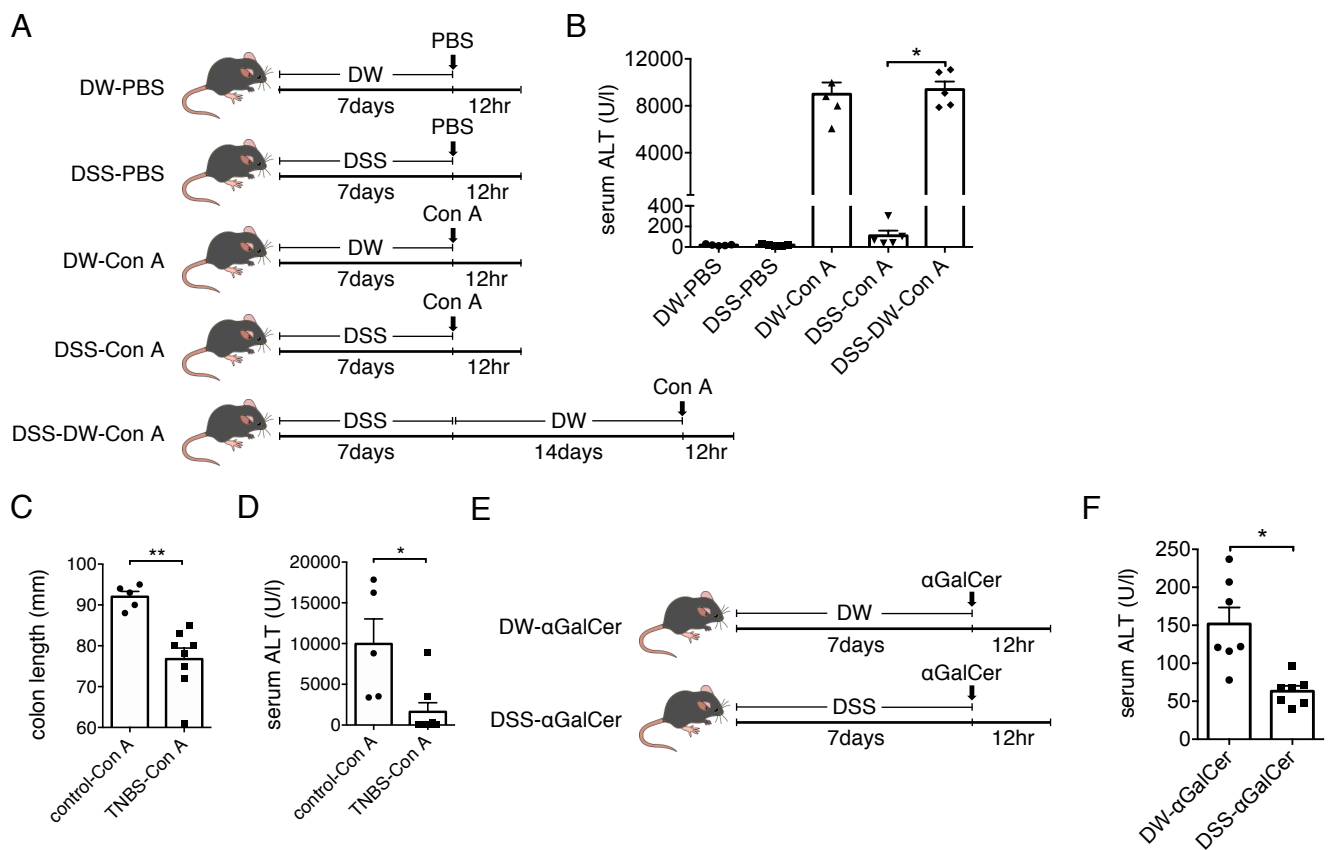 A
DW-PBS
PBS
DW
7days 12hr
DSS-PBS
PBS
DSS
7days 12hr
DW-Con A
Con A
DW
7days 12hr
DSS-Con A
Con A
DSS
7days 12hr
DSS-DW-Con A
Con A
DSS DW
7days 14days 12hr
B
serum ALT (U/l)
12000
8000
4000
400
200
0
*
DW-PBS
DSS-PBS
DW-Con A
DSS-Con A
DSS-DW-Con A
C
colon length (mm)
100
90
80
70
60
**
control-Con A
TNBS-Con A
D
serum ALT (U/l)
20000
15000
10000
5000
0
*
control-Con A
TNBS-Con A
E
DW-αGalCer
αGalCer
DW
7days 12hr
DSS-αGalCer
αGalCer
DSS
7days 12hr
F
serum ALT (U/l)
250
200
150
100
50
0
*
DW-αGalCer
DSS-αGalCer